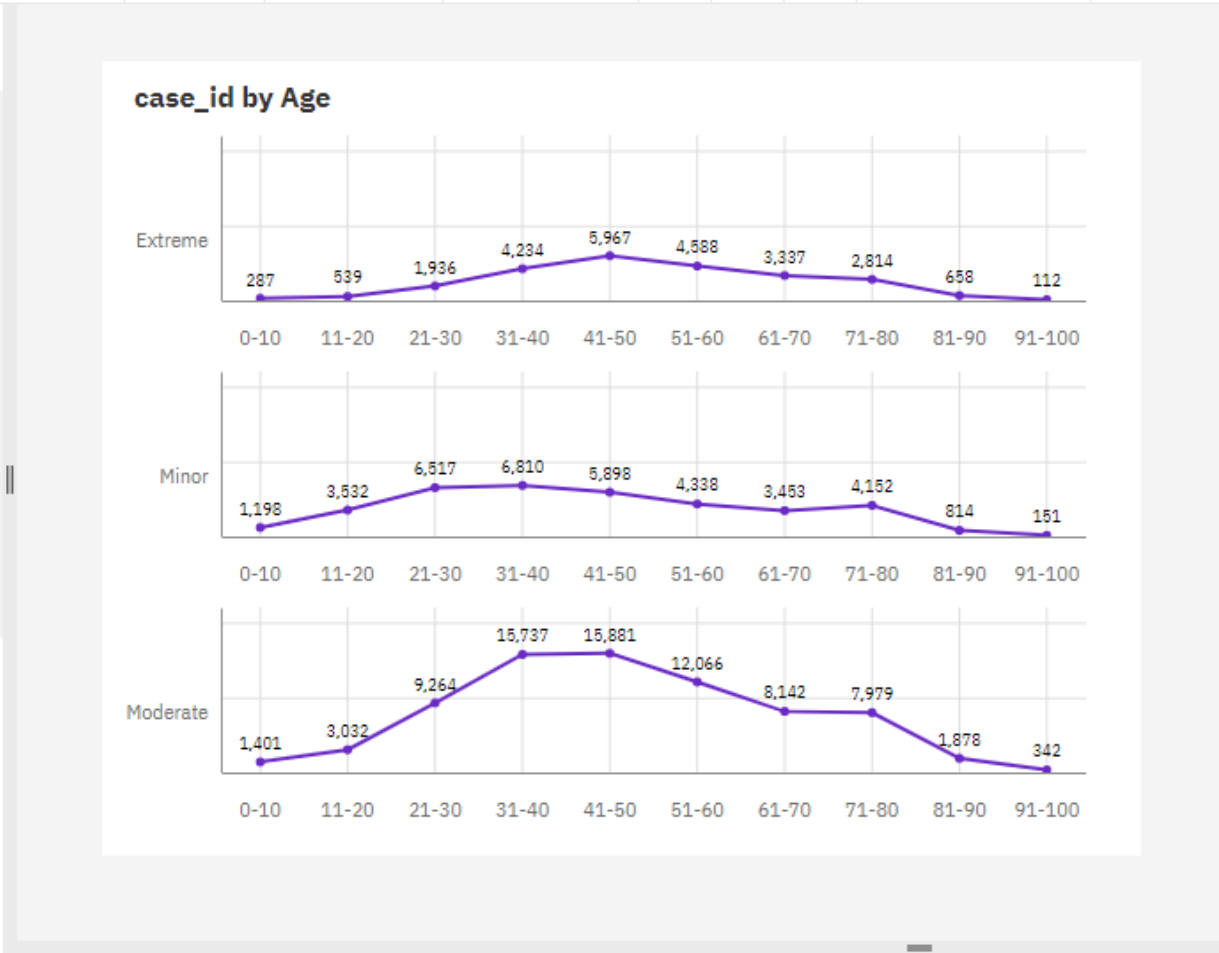 case_id by Age
Extreme
287 539 1,936 4,234 5,967 4,588 3,337 2,814 658 112
0-10 11-20 21-30 31-40 41-50 51-60 61-70 71-80 81-90 91-100
Minor
1,198 3,532 6,517 6,810 5,898 4,338 3,453 4,152 814 151
0-10 11-20 21-30 31-40 41-50 51-60 61-70 71-80 81-90 91-100
Moderate
1,401 3,032 9,264 15,737 15,881 12,066 8,142 7,979 1,878 342
0-10 11-20 21-30 31-40 41-50 51-60 61-70 71-80 81-90 91-100